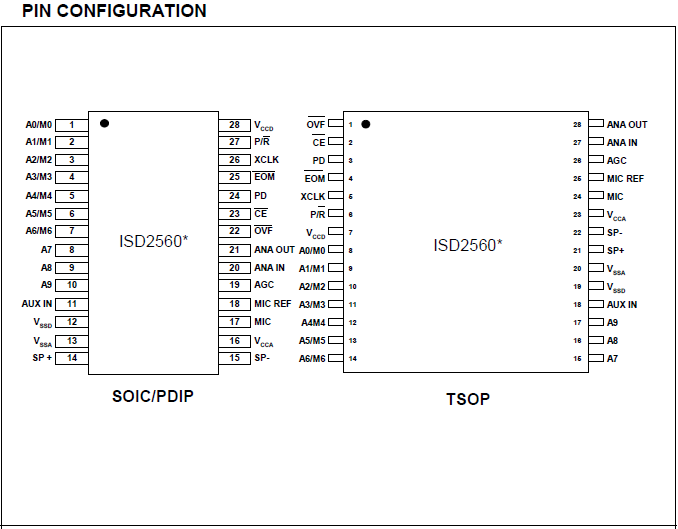 PIN CONFIGURATION
A0/M0 1 28 VCCD
A1/M1 2 27 P/R̅
A2/M2 3 26 XCLK
A3/M3 4 25 E̅O̅M̅
A4/M4 5 24 PD
A5/M5 6 23 C̅E̅
A6/M6 7 22 O̅V̅F̅
A7 8 21 ANA OUT
A8 9 20 ANA IN
A9 10 19 AGC
AUX IN 11 18 MIC REF
VSSD 12 17 MIC
VSSA 13 16 VCCA
SP + 14 15 SP-
ISD2560*
SOIC/PDIP
O̅V̅F̅ 1 28 ANA OUT
C̅E̅ 2 27 ANA IN
PD 3 26 AGC
E̅O̅M̅ 4 25 MIC REF
XCLK 5 24 MIC
P/R̅ 6 23 VCCA
VCCD 7 22 SP-
A0/M0 8 21 SP+
A1/M1 9 20 VSSA
A2/M2 10 19 VSSD
A3/M3 11 18 AUX IN
A4M4 12 17 A9
A5/M5 13 16 A8
A6/M6 14 15 A7
ISD2560*
TSOP